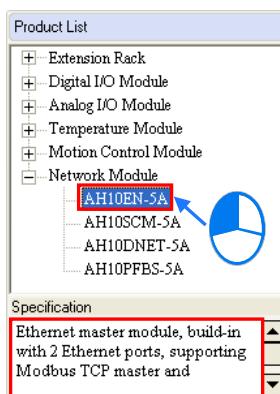 Product List
Extension Rack
Digital I/O Module
Analog I/O Module
Temperature Module
Motion Control Module
Network Module
AH10EN-5A
AH10SCM-5A
AH10DNET-5A
AH10PFBS-5A
Specification
Ethernet master module, build-in
with 2 Ethernet ports, supporting
Modbus TCP master and